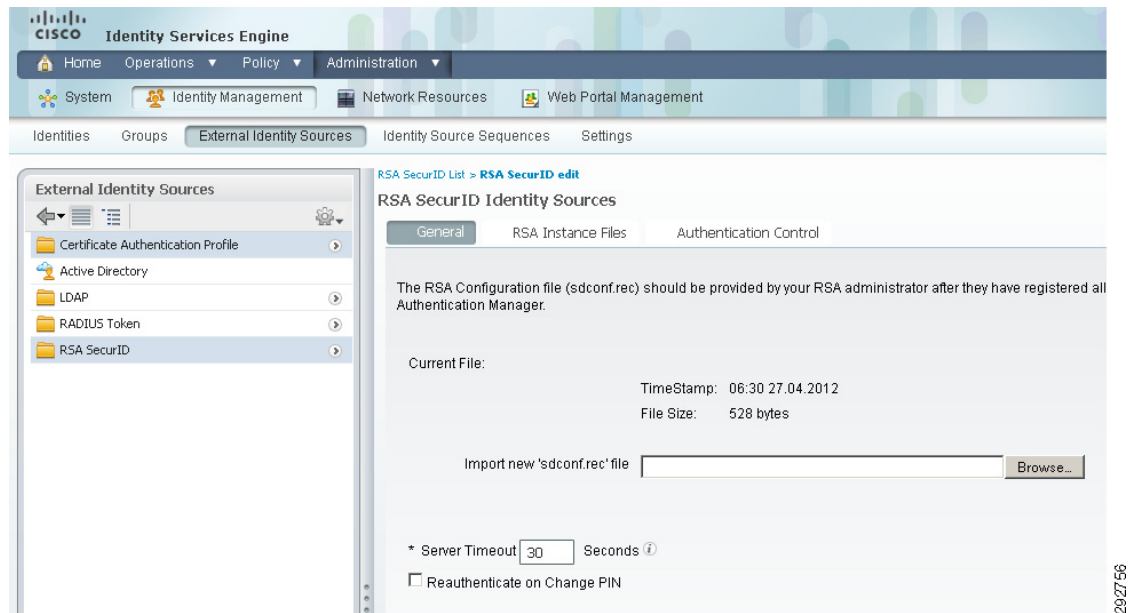 CISCO Identity Services Engine
Home Operations Policy Administration
System Identity Management Network Resources Web Portal Management
Identities Groups External Identity Sources Identity Source Sequences Settings
External Identity Sources
Certificate Authentication Profile
Active Directory
LDAP
RADIUS Token
RSA SecurID
RSA SecurID List > RSA SecurID edit
RSA SecurID Identity Sources
General RSA Instance Files Authentication Control
The RSA Configuration file (sdconf.rec) should be provided by your RSA administrator after they have registered all
Authentication Manager.
Current File:
TimeStamp: 06:30 27.04.2012
File Size: 528 bytes
Import new 'sdconf.rec' file Browse...
* Server Timeout 30 Seconds i
Reauthenticate on Change PIN
292756